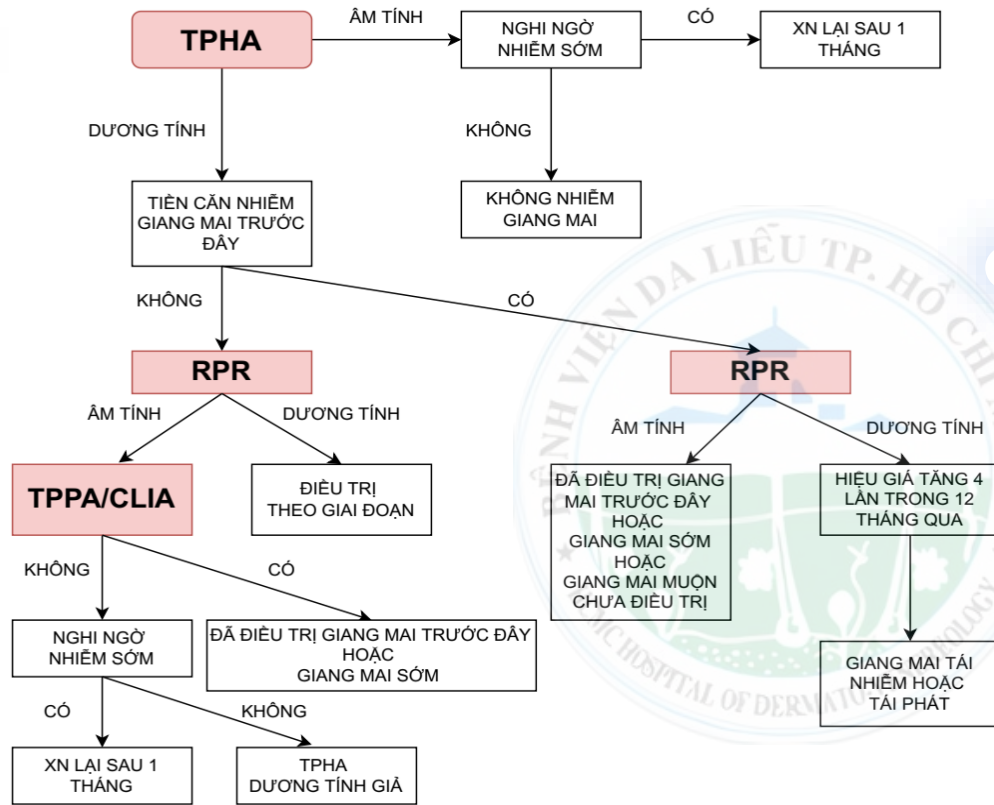 TPHA
ÂM TÍNH
NGHI NGỜ
NHIỄM SỚM
CÓ
XN LẠI SAU 1
THÁNG
DƯƠNG TÍNH
KHÔNG
TIỀN CĂN NHIỄM
GIANG MAI TRƯỚC
ĐÂY
KHÔNG NHIỄM
GIANG MAI
KHÔNG
CÓ
RPR
RPR
ÂM TÍNH
DƯƠNG TÍNH
ÂM TÍNH
DƯƠNG TÍNH
TPPA/CLIA
ĐIỀU TRỊ
THEO GIAI ĐOẠN
ĐÃ ĐIỀU TRỊ GIANG
MAI TRƯỚC ĐÂY
HOẶC
GIANG MAI SỚM
HOẶC
GIANG MAI MUỘN
CHƯA ĐIỀU TRỊ
HIỆU GIÁ TĂNG 4
LẦN TRONG 12
THÁNG QUA
KHÔNG
CÓ
NGHI NGỜ
NHIỄM SỚM
ĐÃ ĐIỀU TRỊ GIANG MAI TRƯỚC ĐÂY
HOẶC
GIANG MAI SỚM
GIANG MAI TÁI
NHIỄM HOẶC
TÁI PHÁT
CÓ
KHÔNG
XN LẠI SAU 1
THÁNG
TPHA
DƯƠNG TÍNH GIẢ
BỆNH VIỆN DA LIỄU TP. HỒ CHÍ
HCMC HOSPITAL OF DERMATO